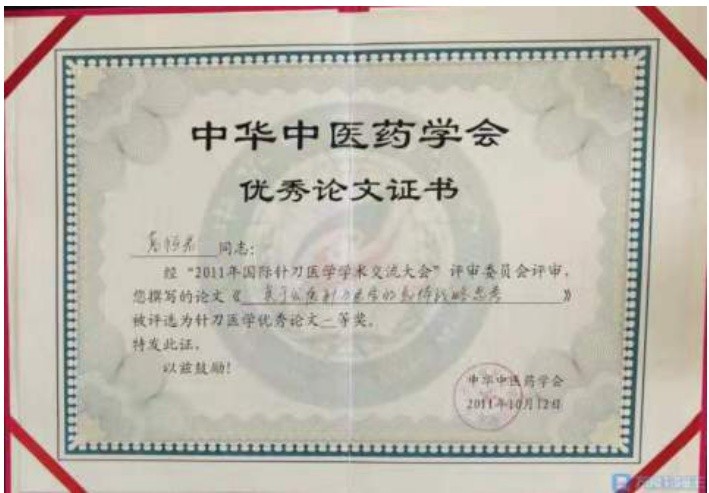 中华中医药学会
优秀论文证书
同志：
经“2011年国际针刀医学学术交流大会”评审委员会评审，
您撰写的论文《 》
被评选为针刀医学优秀论文一等奖。
特发此证，
以兹鼓励！
中华中医药学会
2011年10月12日